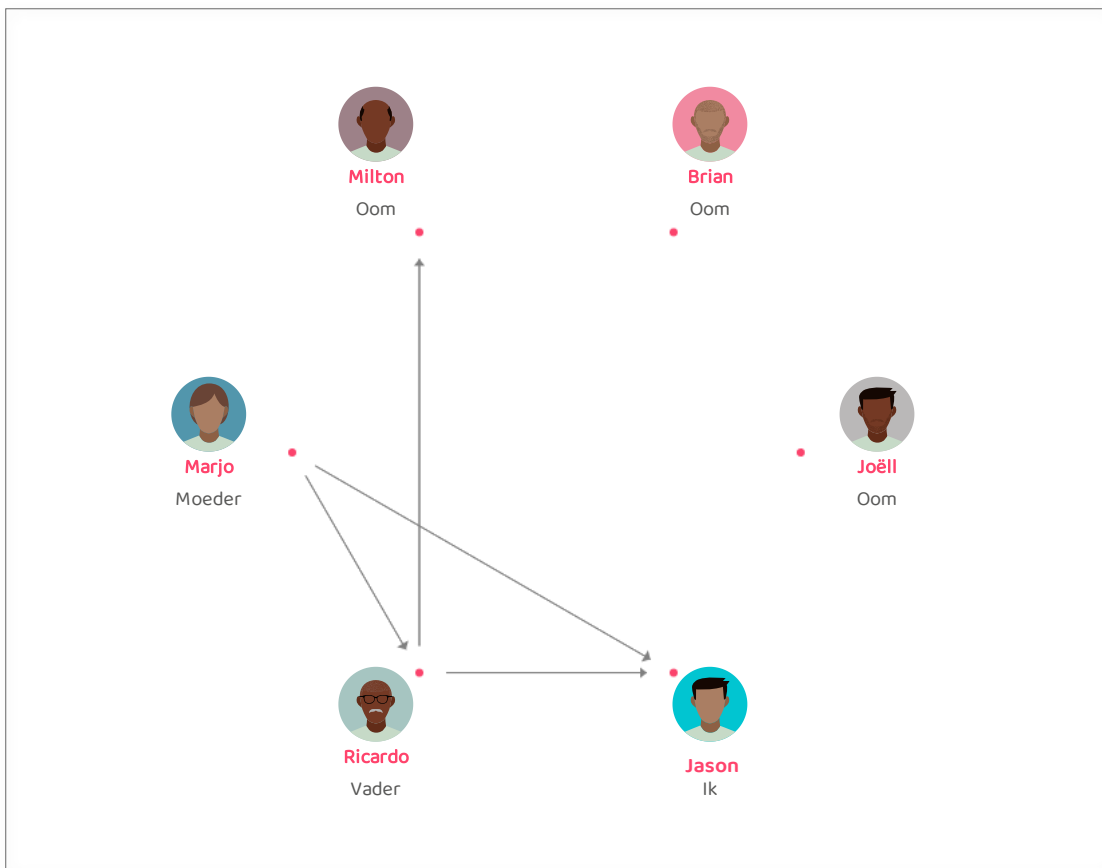 Milton
Oom
Brian
Oom
Marjo
Moeder
Joëll
Oom
Ricardo
Vader
Jason
Ik